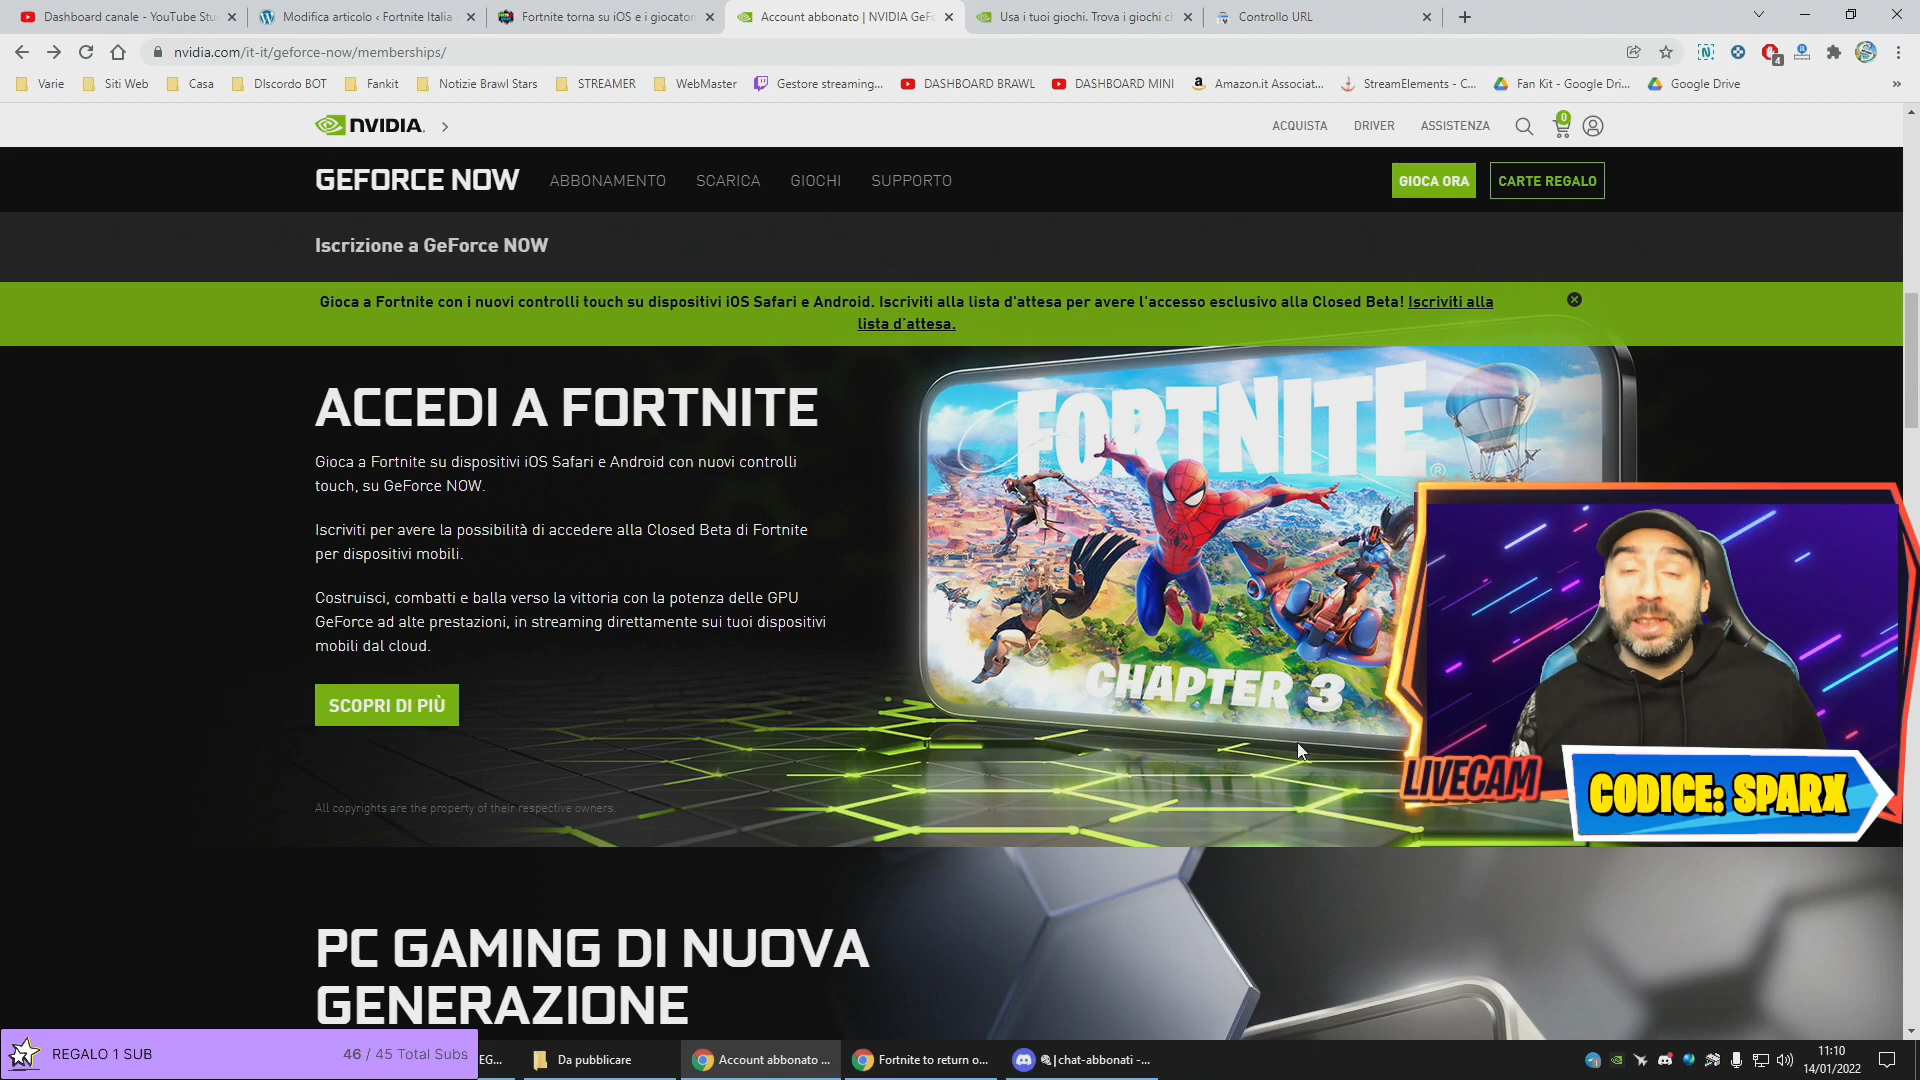 Dashboard canale - YouTube Stu
Modifica articolo ‹ Fortnite Italia
Fortnite torna su iOS e i giocator
Account abbonato | NVIDIA GeFo
Usa i tuoi giochi. Trova i giochi ch
Controllo URL
nvidia.com/it-it/geforce-now/memberships/
4
Varie
Siti Web
Casa
DIscordo BOT
Fankit
Notizie Brawl Stars
STREAMER
WebMaster
Gestore streaming...
DASHBOARD BRAWL
DASHBOARD MINI
Amazon.it Associat...
StreamElements - C...
Fan Kit - Google Dri...
Google Drive
NVIDIA.
ACQUISTA
DRIVER
ASSISTENZA
0
GEFORCE NOW
ABBONAMENTO
SCARICA
GIOCHI
SUPPORTO
GIOCA ORA
CARTE REGALO
Iscrizione a GeForce NOW
Gioca a Fortnite con i nuovi controlli touch su dispositivi iOS Safari e Android. Iscriviti alla lista d'attesa per avere l'accesso esclusivo alla Closed Beta! Iscriviti alla
lista d'attesa.
ACCEDI A FORTNITE
Gioca a Fortnite su dispositivi iOS Safari e Android con nuovi controlli
touch, su GeForce NOW.
Iscriviti per avere la possibilità di accedere alla Closed Beta di Fortnite
per dispositivi mobili.
Costruisci, combatti e balla verso la vittoria con la potenza delle GPU
GeForce ad alte prestazioni, in streaming direttamente sui tuoi dispositivi
mobili dal cloud.
SCOPRI DI PIÙ
FORTNITE
®
CHAPTER 3
LIVECAM
CODICE: SPARX
All copyrights are the property of their respective owners.
PC GAMING DI NUOVA
GENERAZIONE
REGALO 1 SUB
46 / 45 Total Subs
EG...
Da pubblicare
Account abbonato ...
Fortnite to return o...
|chat-abbonati -...
11:10
14/01/2022